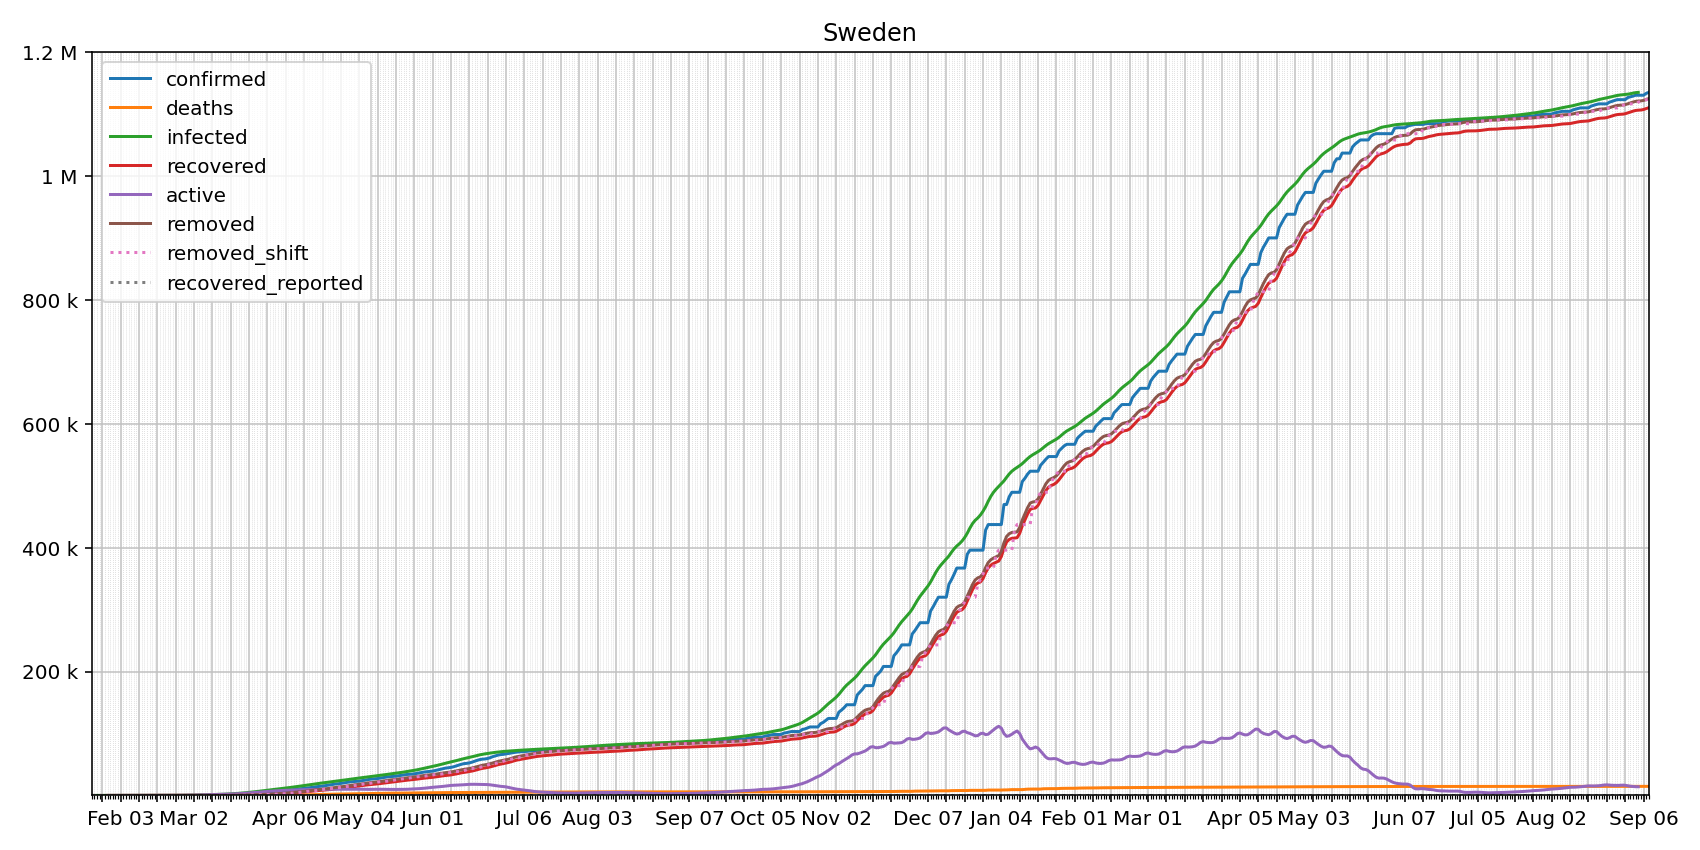 Sweden
1.2 M
1 M
800 k
600 k
400 k
200 k
confirmed
deaths
infected
recovered
active
removed
removed_shift
recovered_reported
Feb 03 Mar 02 Apr 06 May 04 Jun 01 Jul 06 Aug 03 Sep 07 Oct 05 Nov 02 Dec 07 Jan 04 Feb 01 Mar 01 Apr 05 May 03 Jun 07 Jul 05 Aug 02 Sep 06